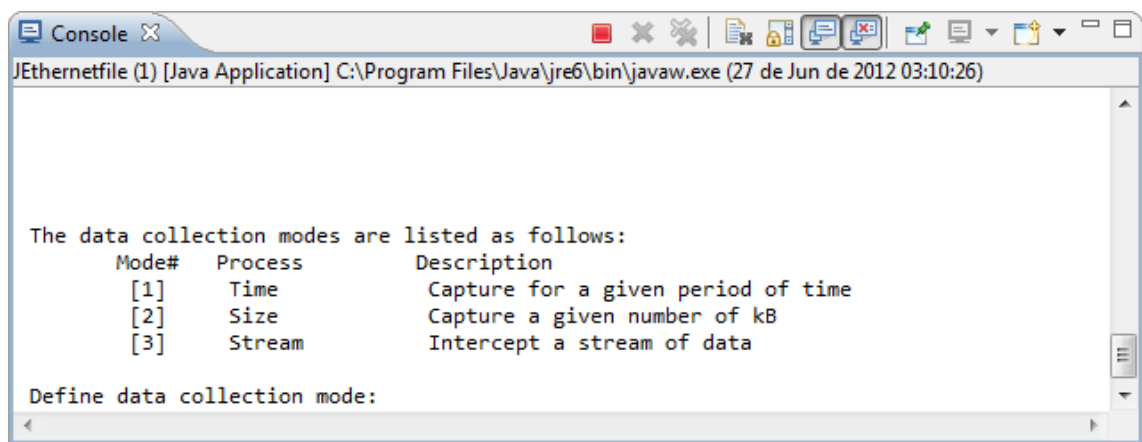 Console
JEthernetfile (1) [Java Application] C:\Program Files\Java\jre6\bin\javaw.exe (27 de Jun de 2012 03:10:26)
The data collection modes are listed as follows:
Mode# Process Description
[1] Time Capture for a given period of time
[2] Size Capture a given number of kB
[3] Stream Intercept a stream of data
Define data collection mode: